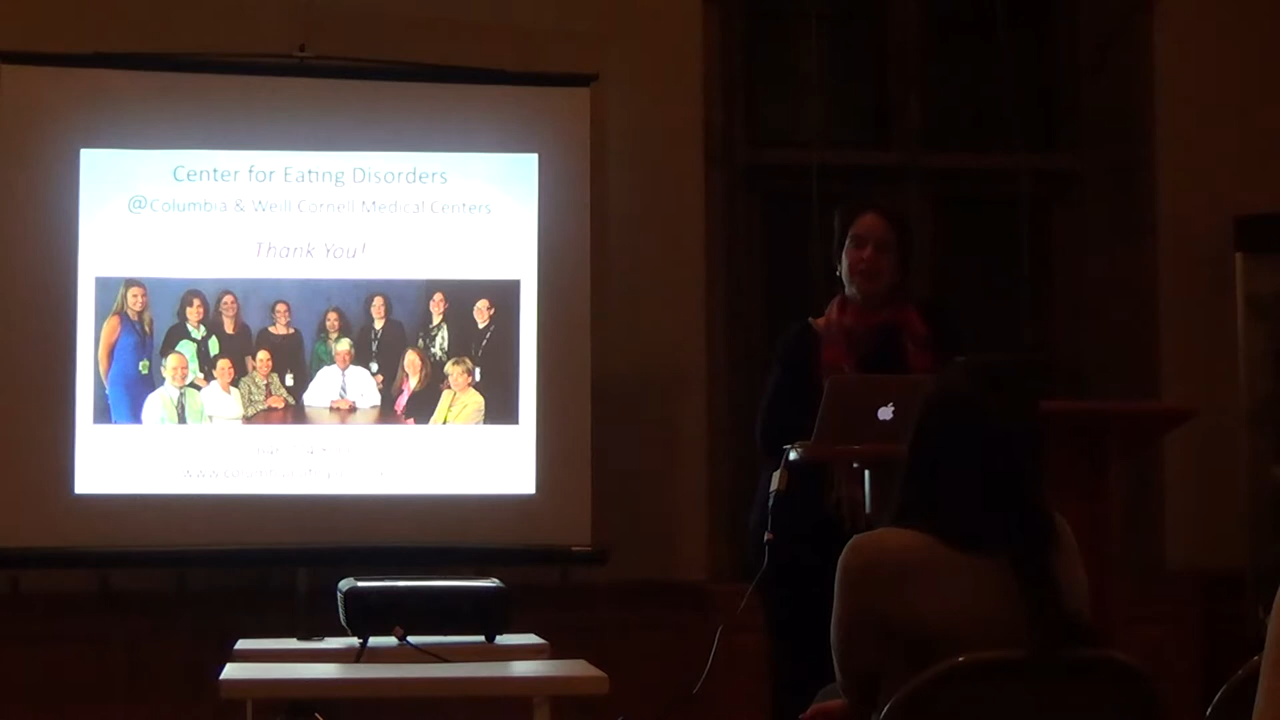 Center for Eating Disorders
@Columbia & Weill Cornell Medical Centers
Thank You!